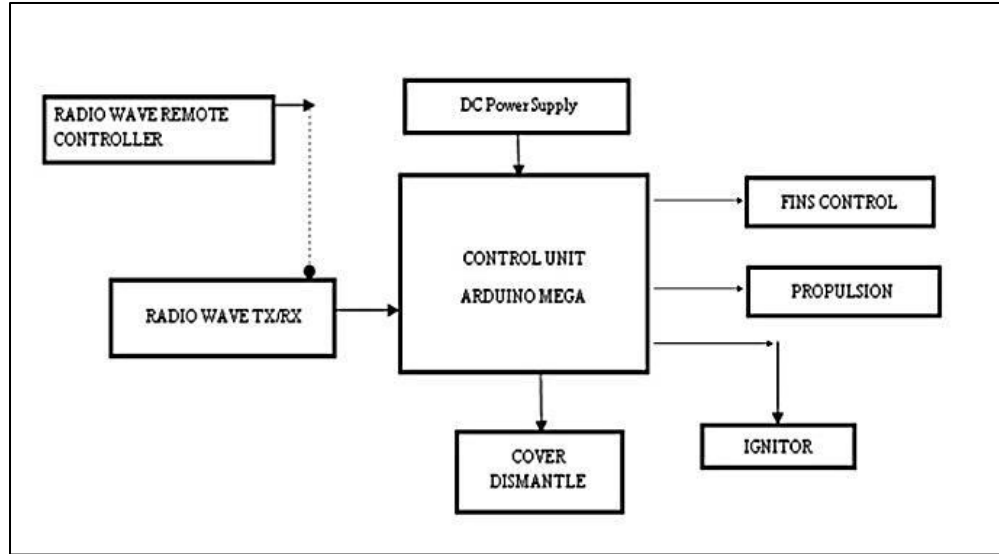 RADIO WAVE REMOTE
CONTROLLER
DC Power Supply
CONTROL UNIT
ARDUINO MEGA
FINS CONTROL
PROPULSION
RADIO WAVE TX/RX
IGNITOR
COVER
DISMANTLE